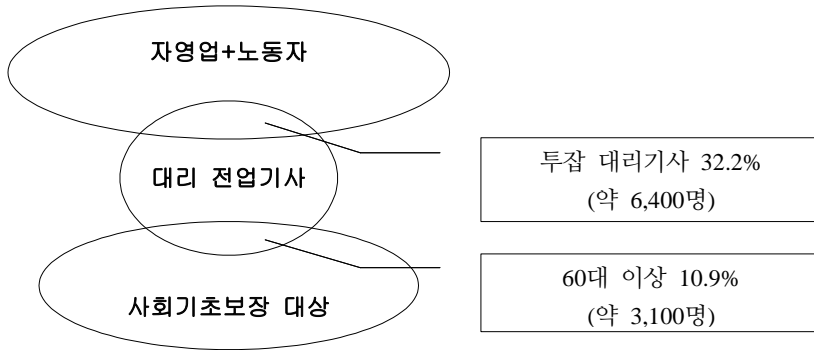 자영업+노동자
대리 전업기사
투잡 대리기사 32.2%
(약 6,400명)
60대 이상 10.9%
(약 3,100명)
사회기초보장 대상